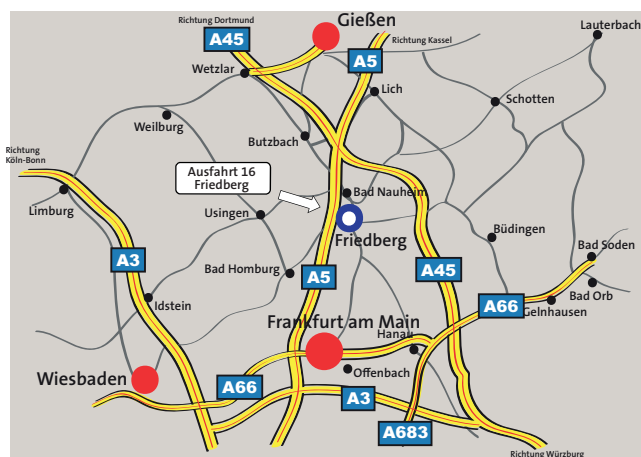 Richtung Dortmund
Gießen
Lauterbach
A45
Richtung Kassel
A5
Wetzlar
Lich
Schotten
Weilburg
Butzbach
Richtung
Köln-Bonn
Ausfahrt 16
Friedberg
Bad Nauheim
Limburg
Usingen
Friedberg
Büdingen
Bad Soden
A3
Bad Homburg
A5
A45
Idstein
A66
Bad Orb
Gelnhausen
Frankfurt am Main
Hanau
Wiesbaden
A66
Offenbach
A3
A683
Richtung Würzburg